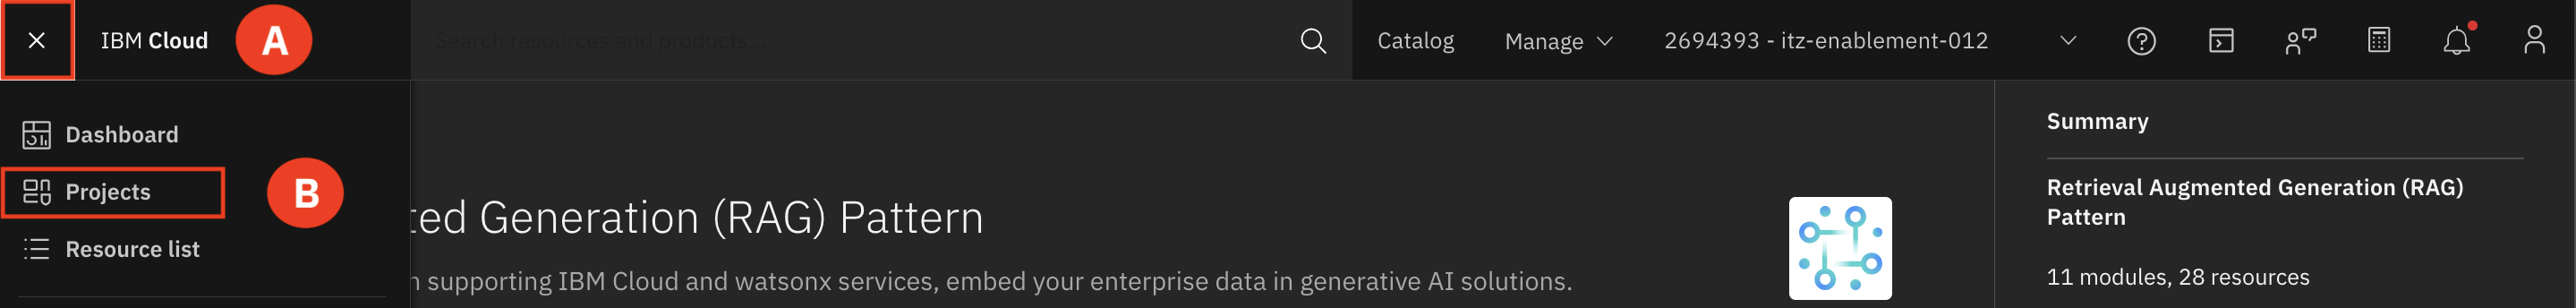 IBM Cloud A Search resources and products... Catalog Manage 2694393 - itz-enablement-012
Dashboard
Projects B
Resource list
ted Generation (RAG) Pattern
supporting IBM Cloud and watsonx services, embed your enterprise data in generative AI solutions.
Summary
Retrieval Augmented Generation (RAG)
Pattern
11 modules, 28 resources